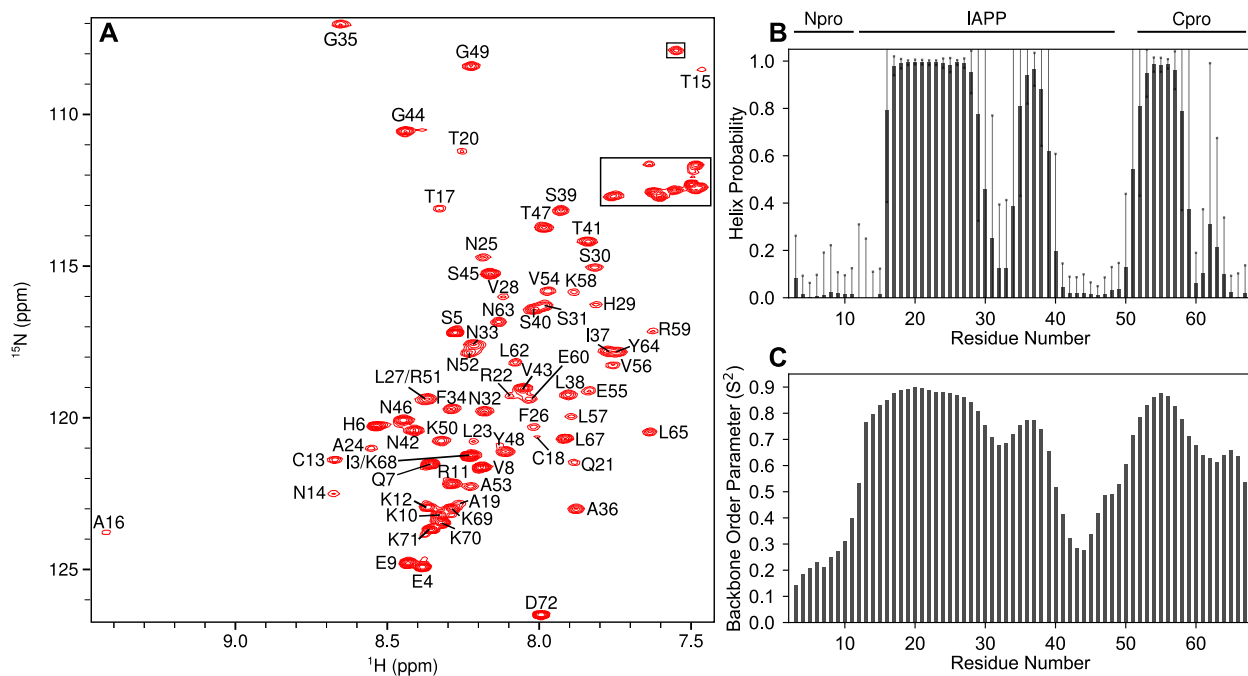 A
G35
G49
T15
110
G44
T20
T17
S39
T47
T41
N25
S30
115
S45
V54
K58
V28
H29
N63
S40
S31
S5
N33
R59
I37
Y64
N52
L62
E60
V56
R22
V43
L27/R51
L38
E55
F34
N32
120
N46
F26
L57
L65
H6
K50
L23
Y48
L67
A24
N42
C18
C13
I3/K68
Q21
Q7
R11
V8
A53
N14
K12
A19
A36
K10
K69
A16
K71
K70
E9
E4
125
D72
9.0
8.5
8.0
7.5
¹H (ppm)
¹⁵N (ppm)
Npro
IAPP
Cpro
B
1.0
0.8
0.6
0.4
0.2
0.0
10
20
30
40
50
60
Residue Number
Helix Probability
C
0.9
0.8
0.7
0.6
0.5
0.4
0.3
0.2
0.1
0.0
10
20
30
40
50
60
Residue Number
Backbone Order Parameter (S²)